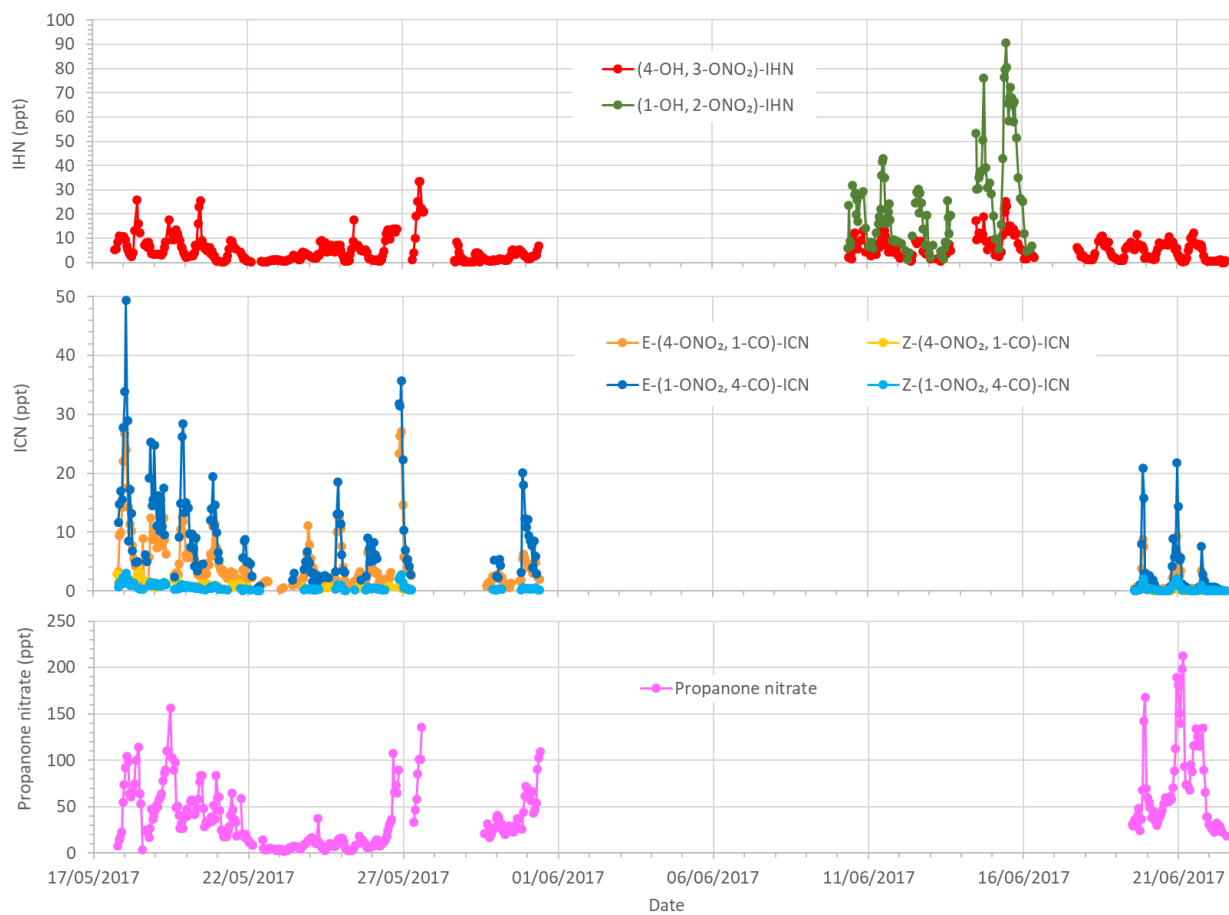 100
90
80
70
60
50
40
30
20
10
0
IHN (ppt)
(4-OH, 3-ONO₂)-IHN
(1-OH, 2-ONO₂)-IHN
50
40
30
20
10
0
ICN (ppt)
E-(4-ONO₂, 1-CO)-ICN
Z-(4-ONO₂, 1-CO)-ICN
E-(1-ONO₂, 4-CO)-ICN
Z-(1-ONO₂, 4-CO)-ICN
250
200
150
100
50
0
Propanone nitrate (ppt)
Propanone nitrate
17/05/2017 22/05/2017 27/05/2017 01/06/2017 06/06/2017 11/06/2017 16/06/2017 21/06/2017
Date